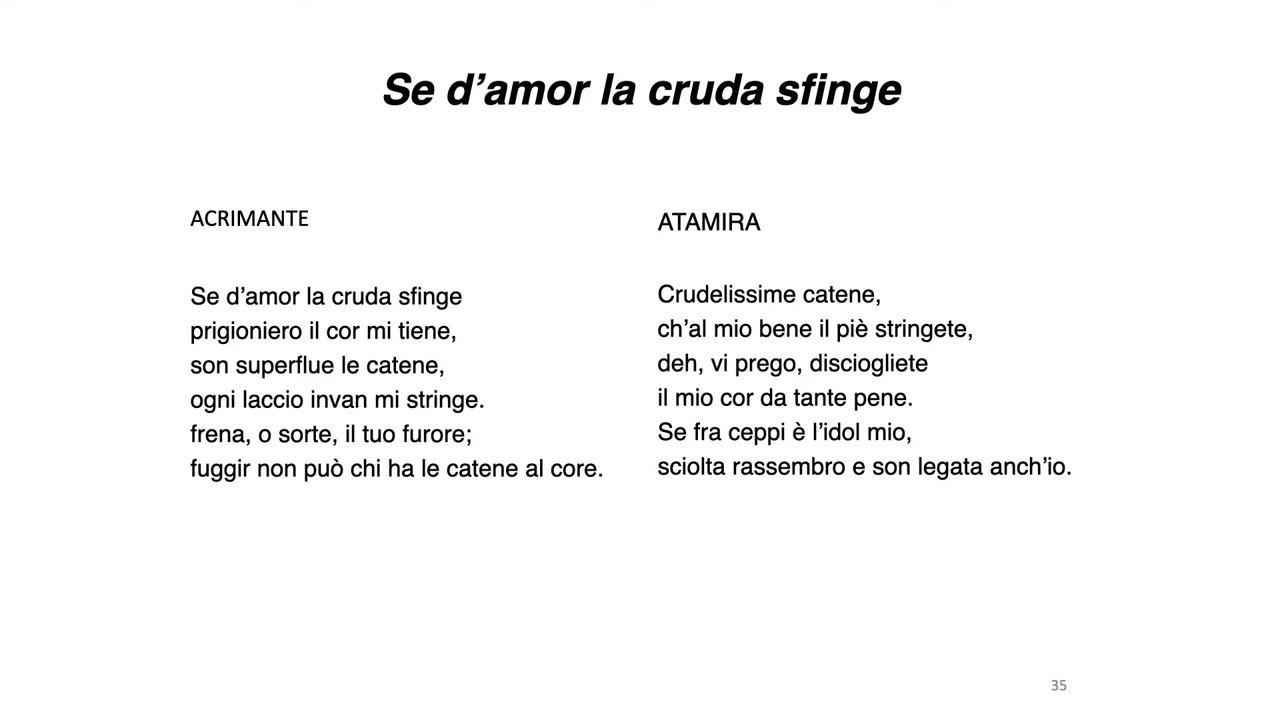 Se d’amor la cruda sfinge
ACRIMANTE
Se d’amor la cruda sfinge
prigioniero il cor mi tiene,
son superflue le catene,
ogni laccio invan mi stringe.
frena, o sorte, il tuo furore;
fuggir non può chi ha le catene al core.
ATAMIRA
Crudelissime catene,
ch’al mio bene il piè stringete,
deh, vi prego, disciogliete
il mio cor da tante pene.
Se fra ceppi è l’idol mio,
sciolta rassembro e son legata anch’io.
35